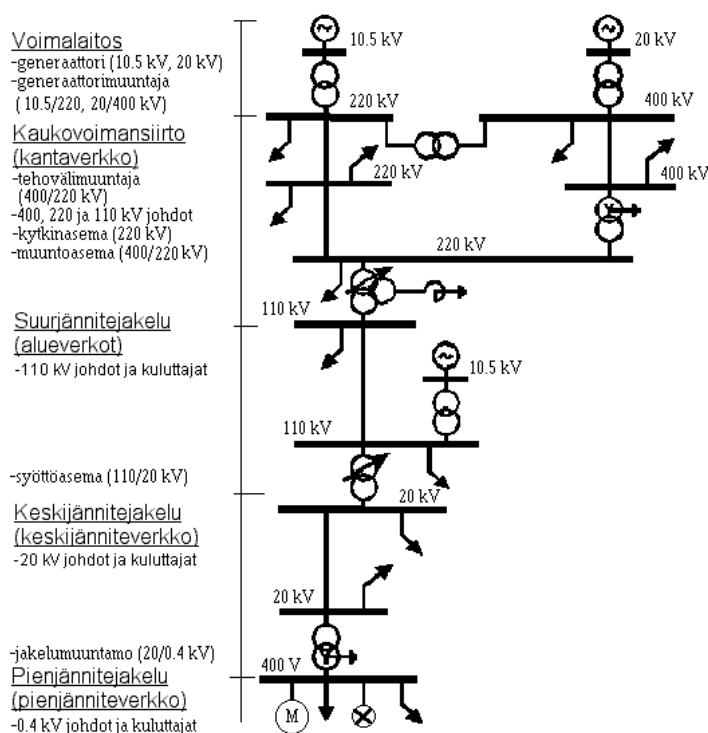 Voimalaitos
-generaattori (10.5 kV, 20 kV)
-generaattorimuuntaja
(10.5/220, 20/400 kV)
Kaukovoimansiirto
(kantaverkko)
-tehovälimuuntaja
(400/220 kV)
-400, 220 ja 110 kV johdot
-kytkinasema (220 kV)
-muuntoasema (400/220 kV)
Suurjännitejakelu
(alueverkot)
-110 kV johdot ja kuluttajat
-syöttöasema (110/20 kV)
Keskijännitejakelu
(keskijänniteverkko)
-20 kV johdot ja kuluttajat
-jakelumuuntamo (20/0.4 kV)
Pienjännitejakelu
(pienjänniteverkko)
-0.4 kV johdot ja kuluttajat
10.5 kV
20 kV
220 kV
400 kV
220 kV
400 kV
220 kV
110 kV
10.5 kV
110 kV
20 kV
20 kV
400 V
Y
Y
M